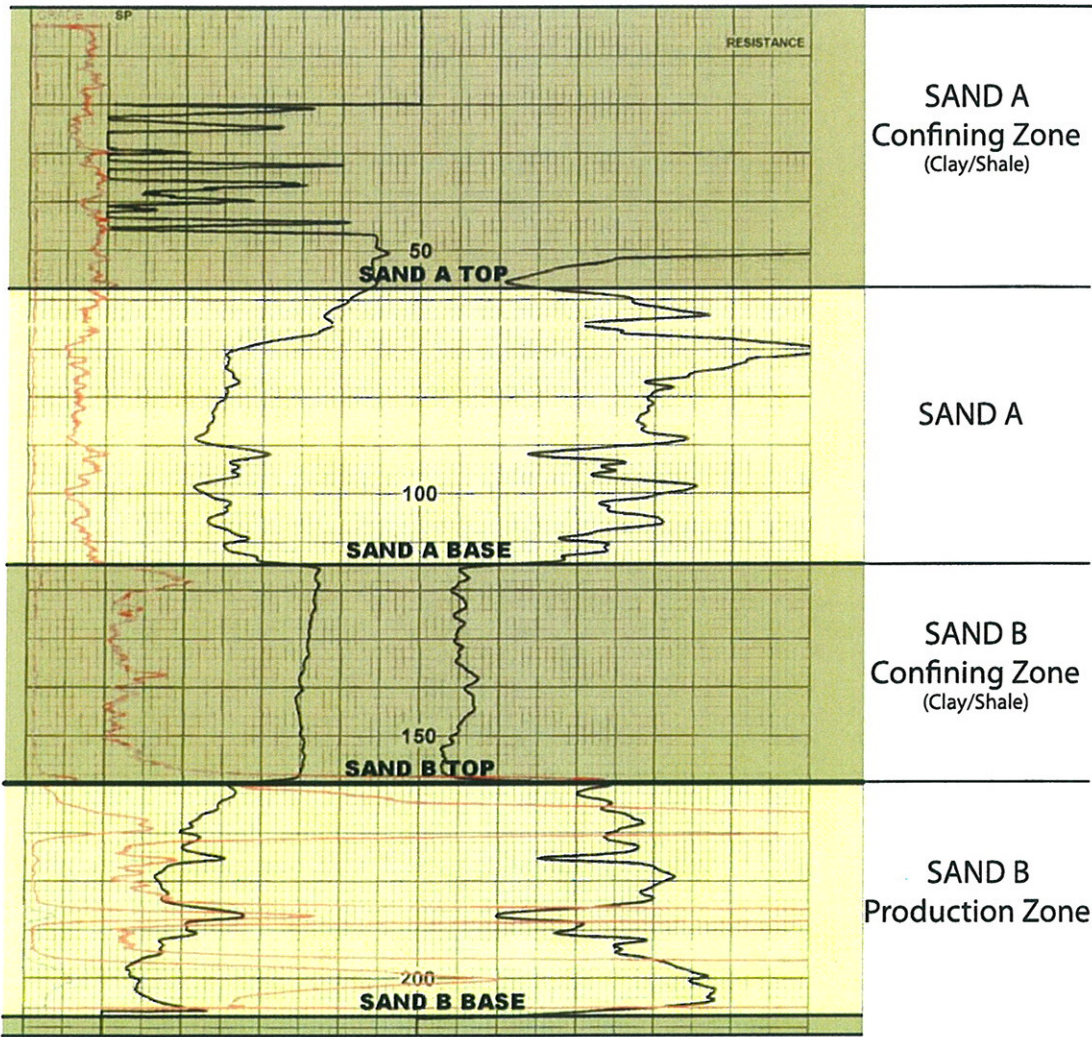 SP
RESISTANCE
SAND A
Confining Zone
(Clay/Shale)
50
SAND A TOP
SAND A
100
SAND A BASE
SAND B
Confining Zone
(Clay/Shale)
150
SAND B TOP
SAND B
Production Zone
200
SAND B BASE